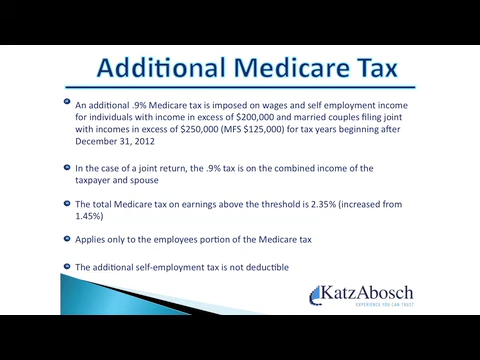 Additional Medicare Tax
An additional .9% Medicare tax is imposed on wages and self employment income
for individuals with income in excess of $200,000 and married couples filing joint
with incomes in excess of $250,000 (MFS $125,000) for tax years beginning after
December 31, 2012
In the case of a joint return, the .9% tax is on the combined income of the
taxpayer and spouse
The total Medicare tax on earnings above the threshold is 2.35% (increased from
1.45%)
Applies only to the employees portion of the Medicare tax
The additional self-employment tax is not deductible
KatzAbosch
EXPERIENCE YOU CAN TRUST